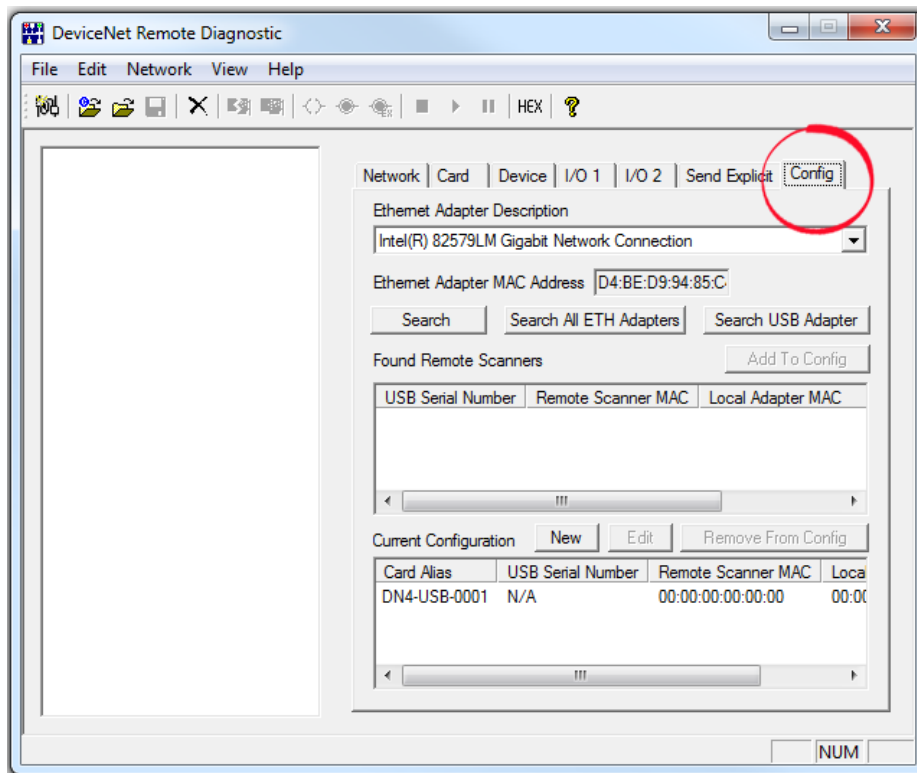 DeviceNet Remote Diagnostic
File Edit Network View Help
HEX
Network Card Device I/O 1 I/O 2 Send Explicit Config
Ethernet Adapter Description
Intel(R) 82579LM Gigabit Network Connection
Ethernet Adapter MAC Address D4:BE:D9:94:85:C
Search Search All ETH Adapters Search USB Adapter
Found Remote Scanners Add To Config
USB Serial Number Remote Scanner MAC Local Adapter MAC
Current Configuration New Edit Remove From Config
Card Alias USB Serial Number Remote Scanner MAC Local
DN4-USB-0001 N/A 00:00:00:00:00:00 00:00
NUM